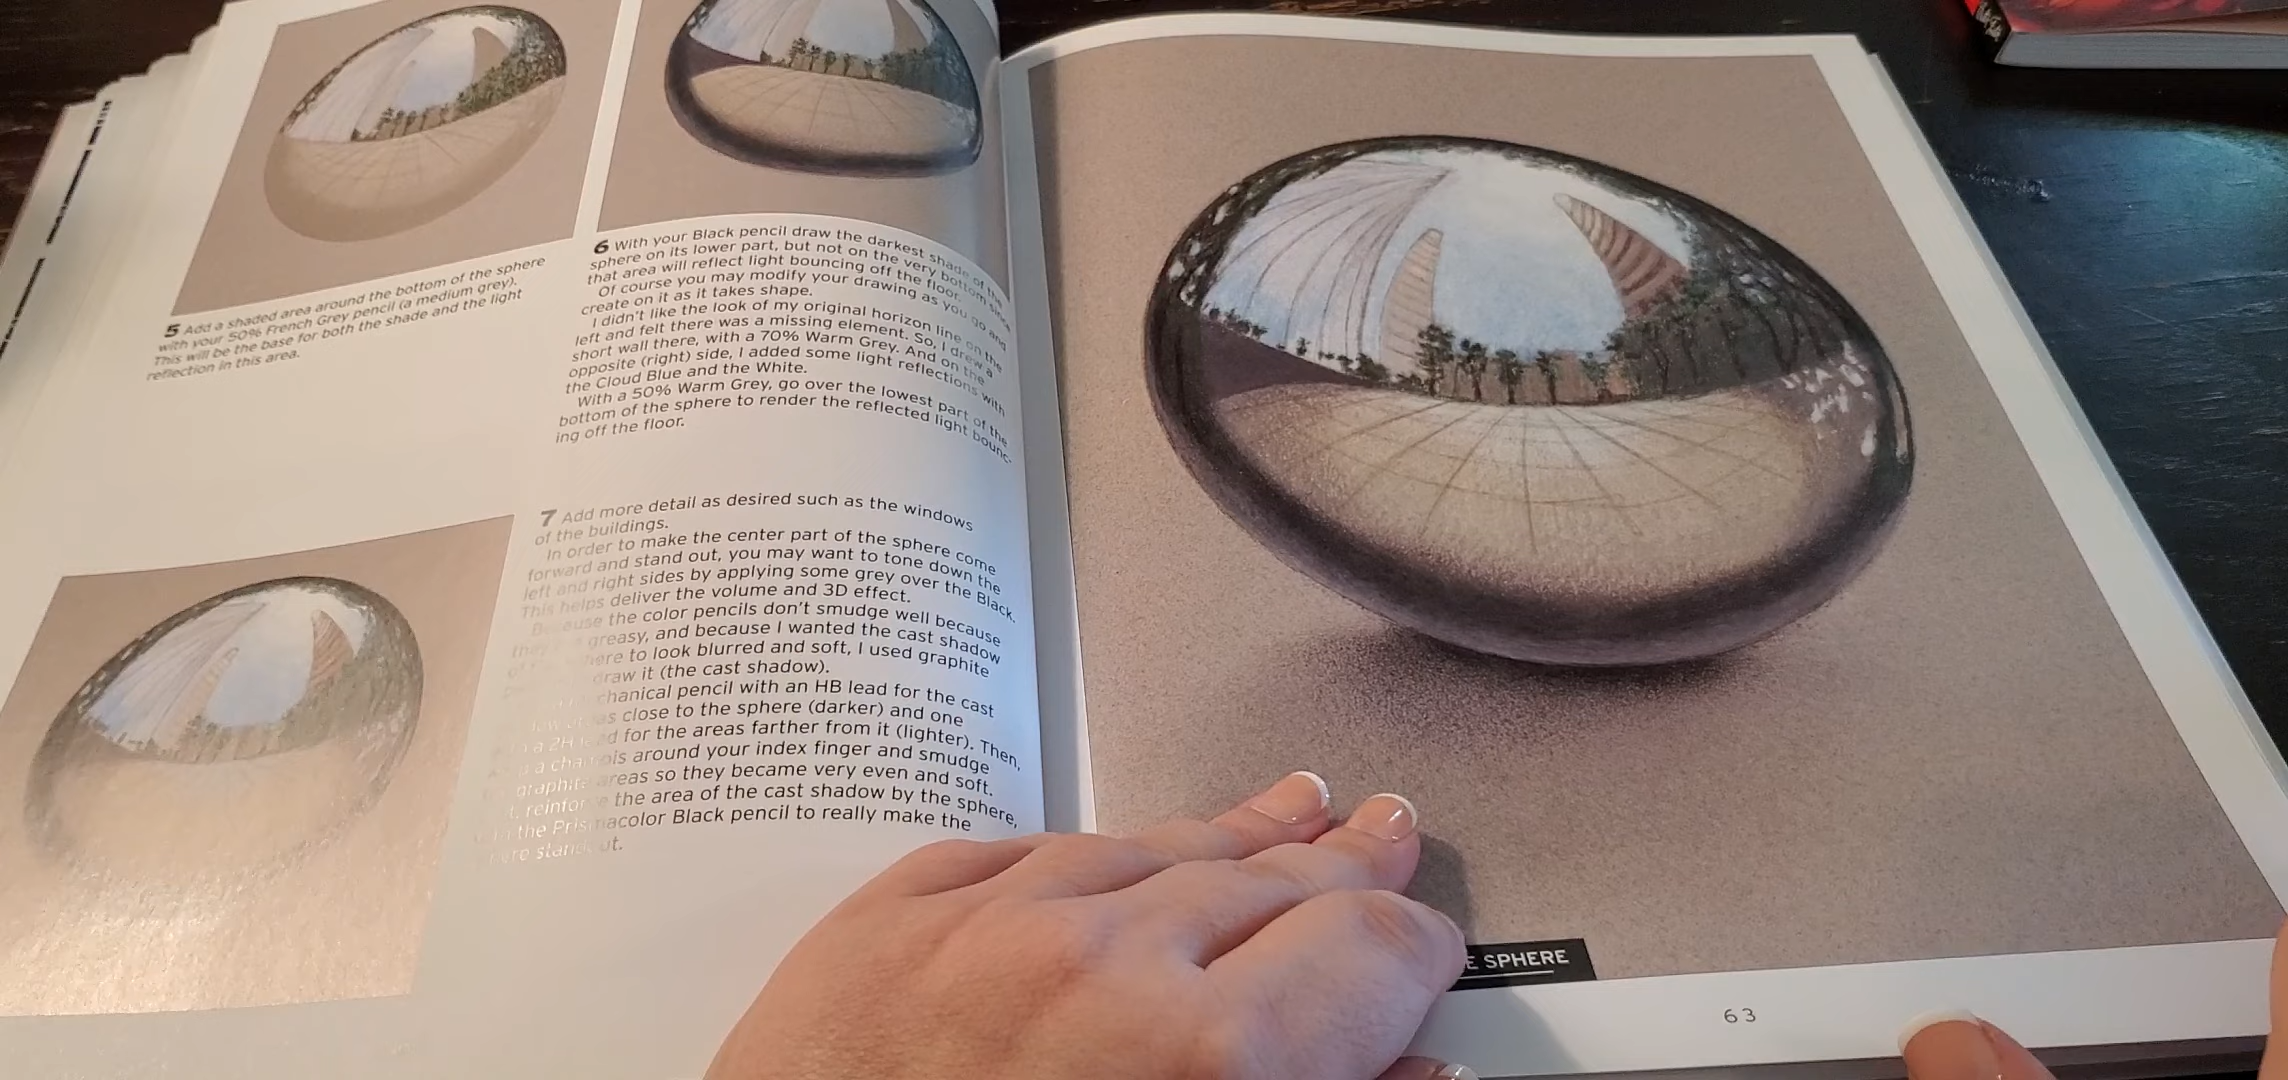 5 Add a shaded area around the bottom of the sphere
with your 50% French Grey pencil (a medium grey).
This will be the base for both the shade and the light
reflection in this area.
6 With your Black pencil draw the darkest shade of the
sphere on its lower part, but not on the very bottom since
that area will reflect light bouncing off the floor.
Of course you may modify your drawing as you go and
create on it as it takes shape.
I didn't like the look of my original horizon line on the
left and felt there was a missing element. So, I drew a
short wall there, with a 70% Warm Grey. And on the
opposite (right) side, I added some light reflections with
the Cloud Blue and the White.
With a 50% Warm Grey, go over the lowest part of the
bottom of the sphere to render the reflected light bounc-
ing off the floor.
7 Add more detail as desired such as the windows
of the buildings.
In order to make the center part of the sphere come
forward and stand out, you may want to tone down the
left and right sides by applying some grey over the Black.
This helps deliver the volume and 3D effect.
Because the color pencils don't smudge well because
they greasy, and because I wanted the cast shadow
of to look blurred and soft, I used graphite
draw it (the cast shadow).
mechanical pencil with an HB lead for the cast
as close to the sphere (darker) and one
a 2H lead for the areas farther from it (lighter). Then,
a chamois around your index finger and smudge
graphite areas so they became very even and soft.
reinforce the area of the cast shadow by the sphere,
the Prismacolor Black pencil to really make the
stand out.
SPHERE
63